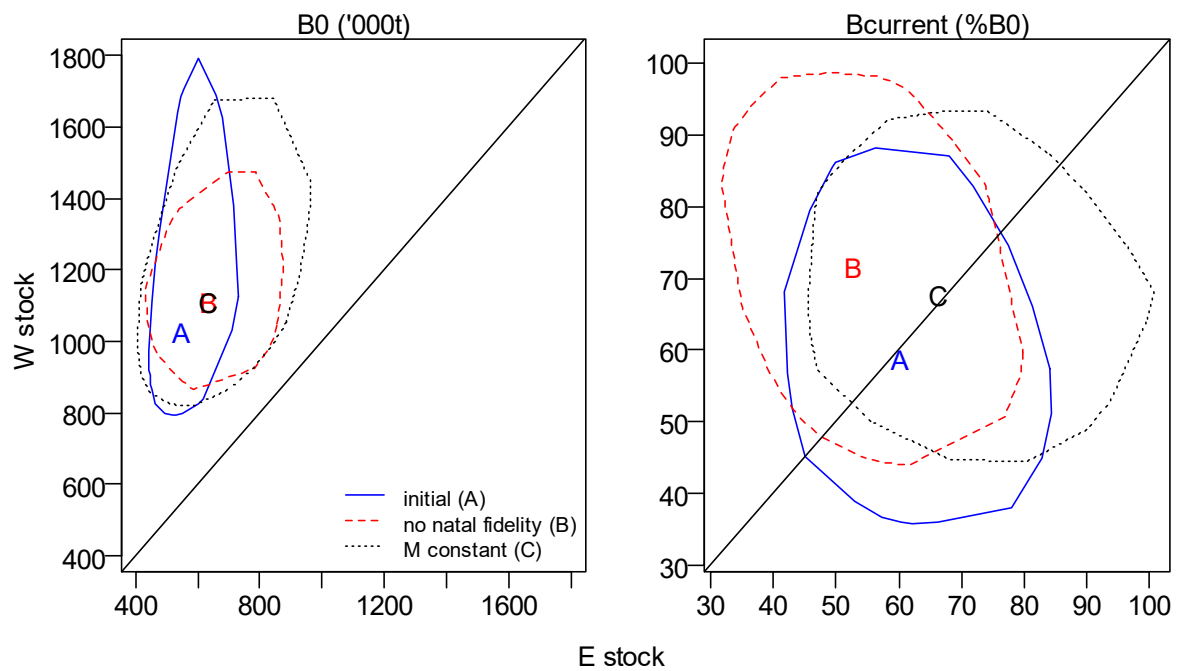 B0 ('000t)
Bcurrent (%B0)
W stock
1800
1600
1400
1200
1000
800
600
400
A
B
C
initial (A)
no natal fidelity (B)
M constant (C)
400
800
1200
1600
100
90
80
70
60
50
40
30
B
C
A
30
40
50
60
70
80
90
100
E stock